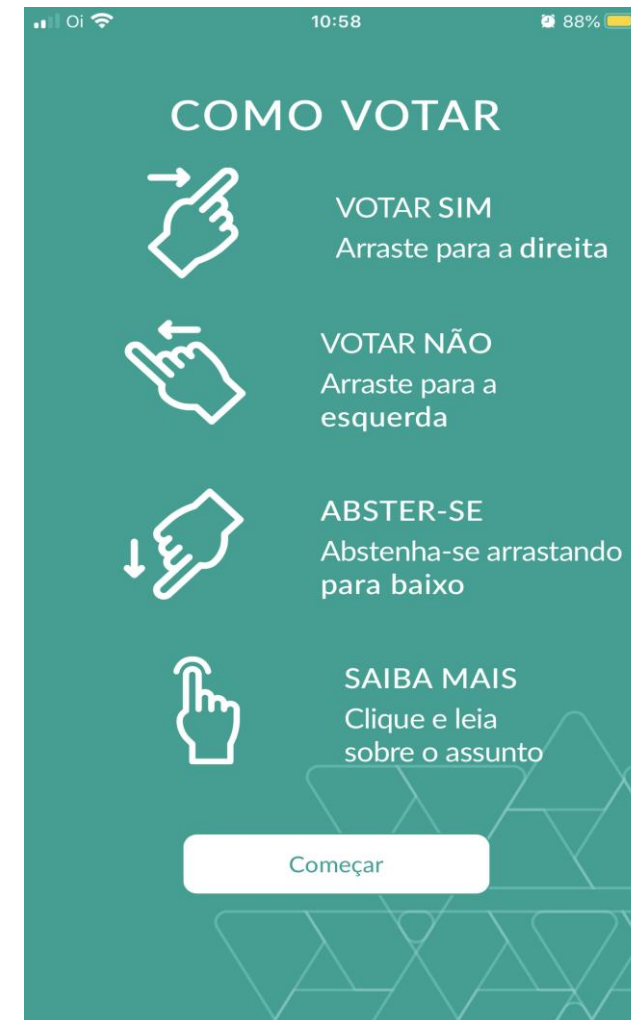 Oi 10:58 88%
COMO VOTAR
VOTAR SIM
Arraste para a direita
VOTAR NÃO
Arraste para a
esquerda
ABSTER-SE
Abstenha-se arrastando
para baixo
SAIBA MAIS
Clique e leia
sobre o assunto
Começar